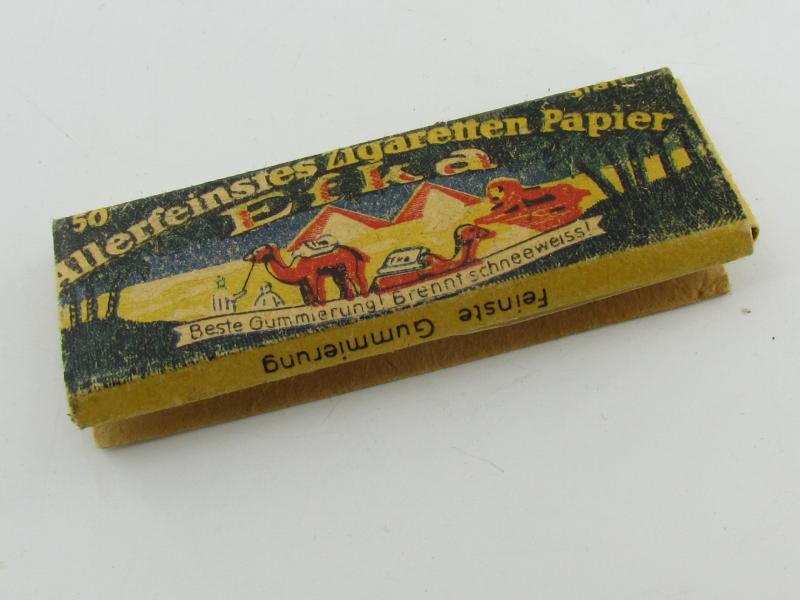 50
Allerfeinstes Zigaretten Papier
Efka
Beste Gummierung! Brennt schneeweiss!
Feinste Gummierung